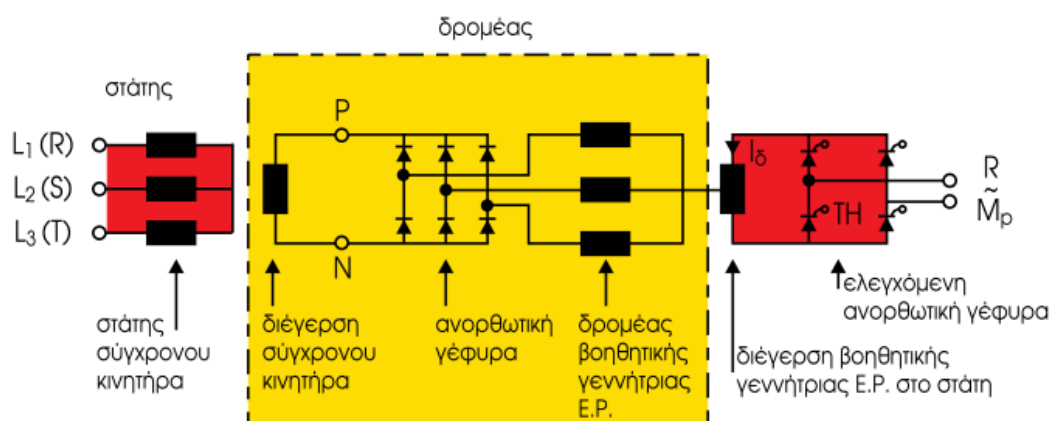 δρομέας
στάτης
L1 (R)
L2 (S)
L3 (T)
P
N
Iδ
TH
R
~
Mp
στάτης
σύγχρονου
κινητήρα
διέγερση
σύγχρονου
κινητήρα
ανορθωτική
γέφυρα
δρομέας
βοηθητικής
γεννήτριας
Ε.Ρ.
ελεγχόμενη
ανορθωτική γέφυρα
διέγερση βοηθητικής
γεννήτριας Ε.Ρ. στο στάτη